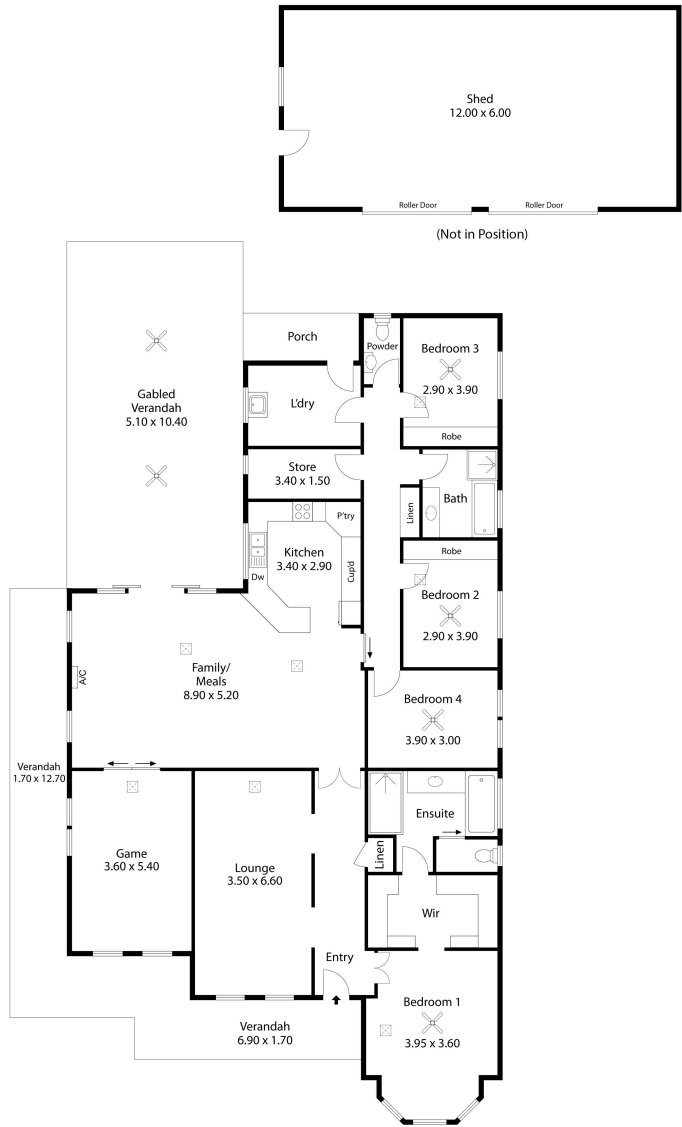 Shed
12.00 x 6.00
Roller Door
Roller Door
(Not in Position)
Porch
Powder
Bedroom 3
2.90 x 3.90
Robe
Gabled
Verandah
5.10 x 10.40
L'dry
Store
3.40 x 1.50
Bath
Linen
P'try
Kitchen
3.40 x 2.90
Cup'd
Dw
Robe
Bedroom 2
2.90 x 3.90
Family/
Meals
8.90 x 5.20
A/C
Bedroom 4
3.90 x 3.00
Verandah
1.70 x 12.70
Ensuite
Game
3.60 x 5.40
Lounge
3.50 x 6.60
Linen
Wir
Entry
Bedroom 1
3.95 x 3.60
Verandah
6.90 x 1.70